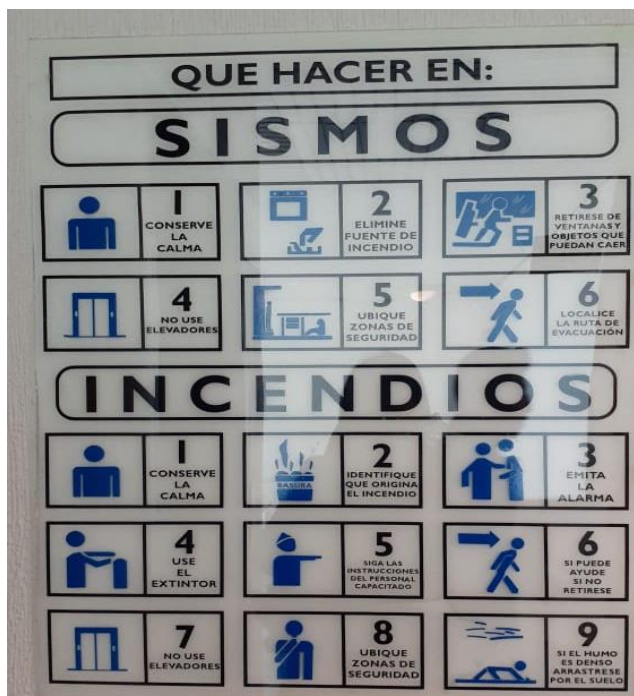 QUE HACER EN:
SISMOS
1
CONSERVE
LA
CALMA
2
ELIMINE
FUENTE DE
INCENDIO
3
RETIRESE DE
VENTANAS Y
OBJETOS QUE
PUEDAN CAER
4
NO USE
ELEVADORES
5
UBIQUE
ZONAS DE
SEGURIDAD
6
LOCALICE
LA RUTA DE
EVACUACIÓN
INCENDIOS
1
CONSERVE
LA
CALMA
BASURA
2
IDENTIFIQUE
QUE ORIGINA
EL INCENDIO
3
EMITA
LA
ALARMA
4
USE
EL
EXTINTOR
5
SIGA LAS
INSTRUCCIONES
DEL PERSONAL
CAPACITADO
6
SI PUEDE
AYUDE
SI NO
RETIRESE
7
NO USE
ELEVADORES
8
UBIQUE
ZONAS DE
SEGURIDAD
9
SI EL HUMO
ES DENSO
ARRASTRESE
POR EL SUELO